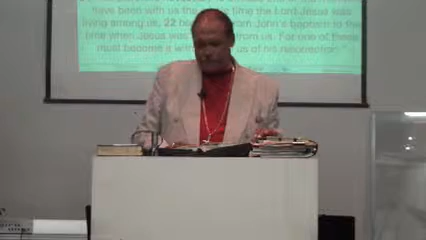 have been with us the        time the Lord Jesus was
living among us, 22        from John's baptism to the
time when Jesus was        from us. For one of these
must become a        us of his resurrection."